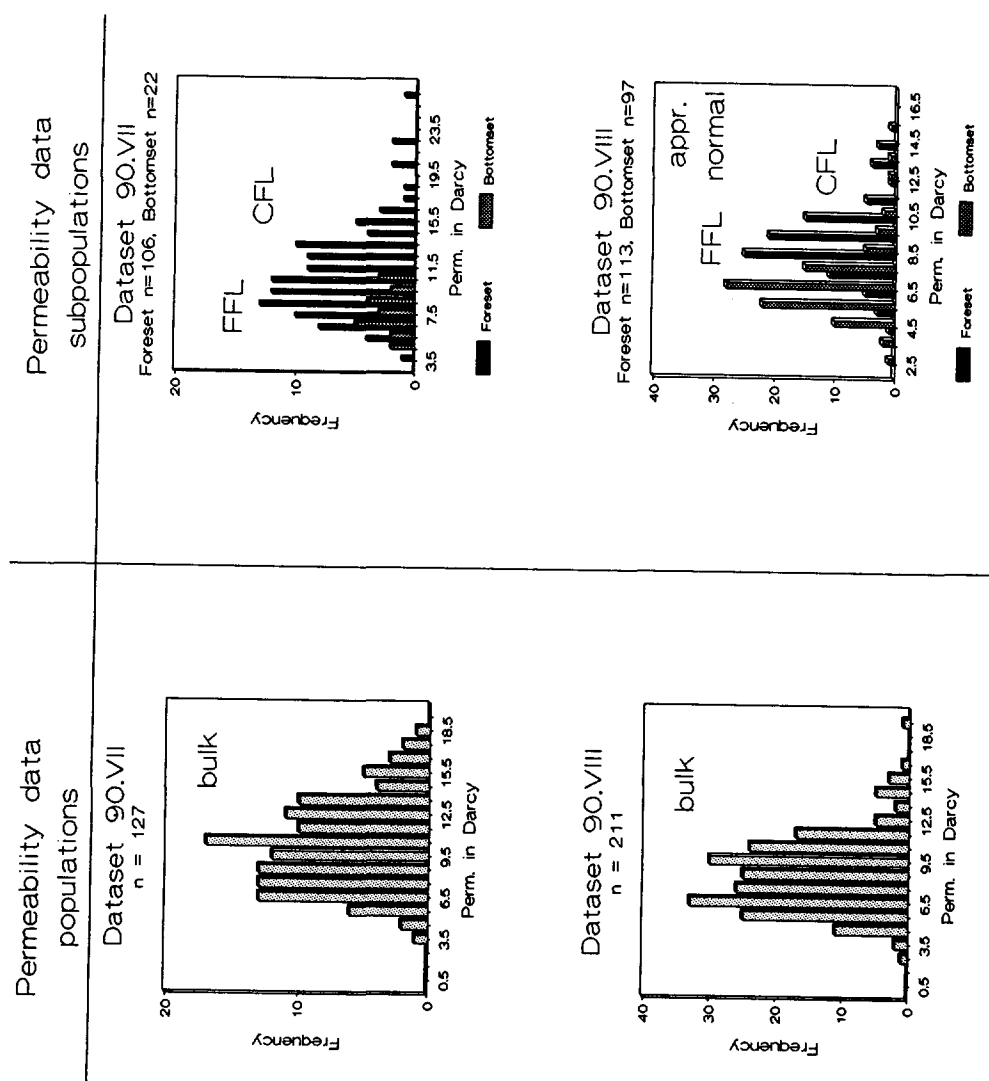 Permeability data
populations
Permeability data
subpopulations
Dataset 90.VII
n = 127
bulk
Frequency
20
10
0
0.5 3.5 6.5 9.5 12.5 15.5 18.5
Perm. in Darcy
Dataset 90.VII
Foreset n=106, Bottomset n=22
FFL
CFL
Frequency
20
10
0
3.5 7.5 11.5 15.5 19.5 23.5
Perm. in Darcy
Foreset Bottomset
Dataset 90.VIII
n = 211
bulk
Frequency
40
30
20
10
0
0.5 3.5 6.5 9.5 12.5 15.5 18.5
Perm. in Darcy
Dataset 90.VIII
Foreset n=113, Bottomset n=97
appr.
normal
FFL
CFL
Frequency
40
30
20
10
0
2.5 4.5 6.5 8.5 10.5 12.5 14.5 16.5
Perm. in Darcy
Foreset Bottomset